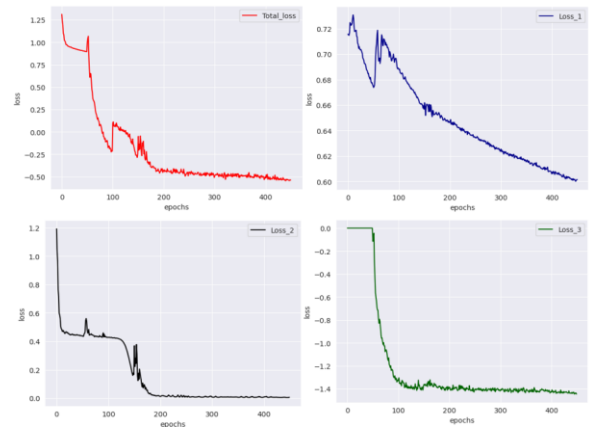 Total_loss
1.25
1.00
0.75
0.50
0.25
0.00
−0.25
−0.50
loss
0 100 200 300 400
epochs
Loss_1
0.72
0.70
0.68
0.66
0.64
0.62
0.60
loss
0 100 200 300 400
epochs
Loss_2
1.2
1.0
0.8
0.6
0.4
0.2
0.0
loss
0 100 200 300 400
epochs
Loss_3
0.0
−0.2
−0.4
−0.6
−0.8
−1.0
−1.2
−1.4
loss
0 100 200 300 400
epochs